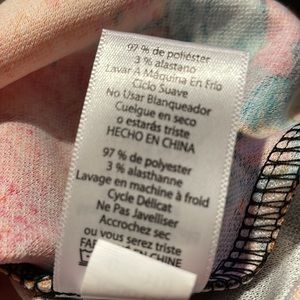 97 % de poliéster
3 % alastano
Lavar A Máquina En Frío
Ciclo Suave
No Usar Blanqueador
Cuelgue en seco
o estarás triste
HECHO EN CHINA
97 % de polyester
3 % alasthanne
Lavage en machine à froid
Cycle Délicat
Ne Pas Javelliser
Accrochez sec
ou vous serez triste
EN CHINE